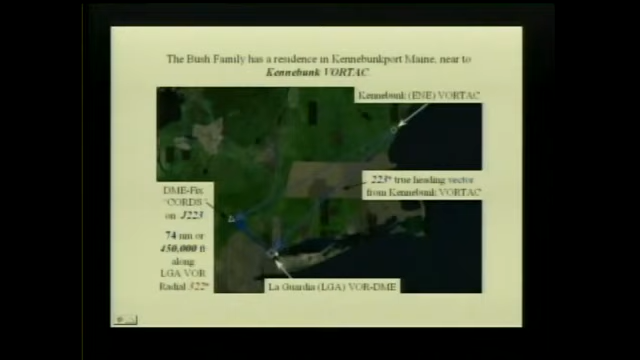 The Bush Family has a residence in Kennebunkport Maine, near to
Kennebunk VORTAC
Kennebunk (ENE) VORTAC
223° true heading vector
from Kennebunk VORTAC
DME-Fix
"CORDS"
on J223
74 nm or
450,000 ft
along
LGA VOR
Radial 322°
La Guardia (LGA) VOR-DME